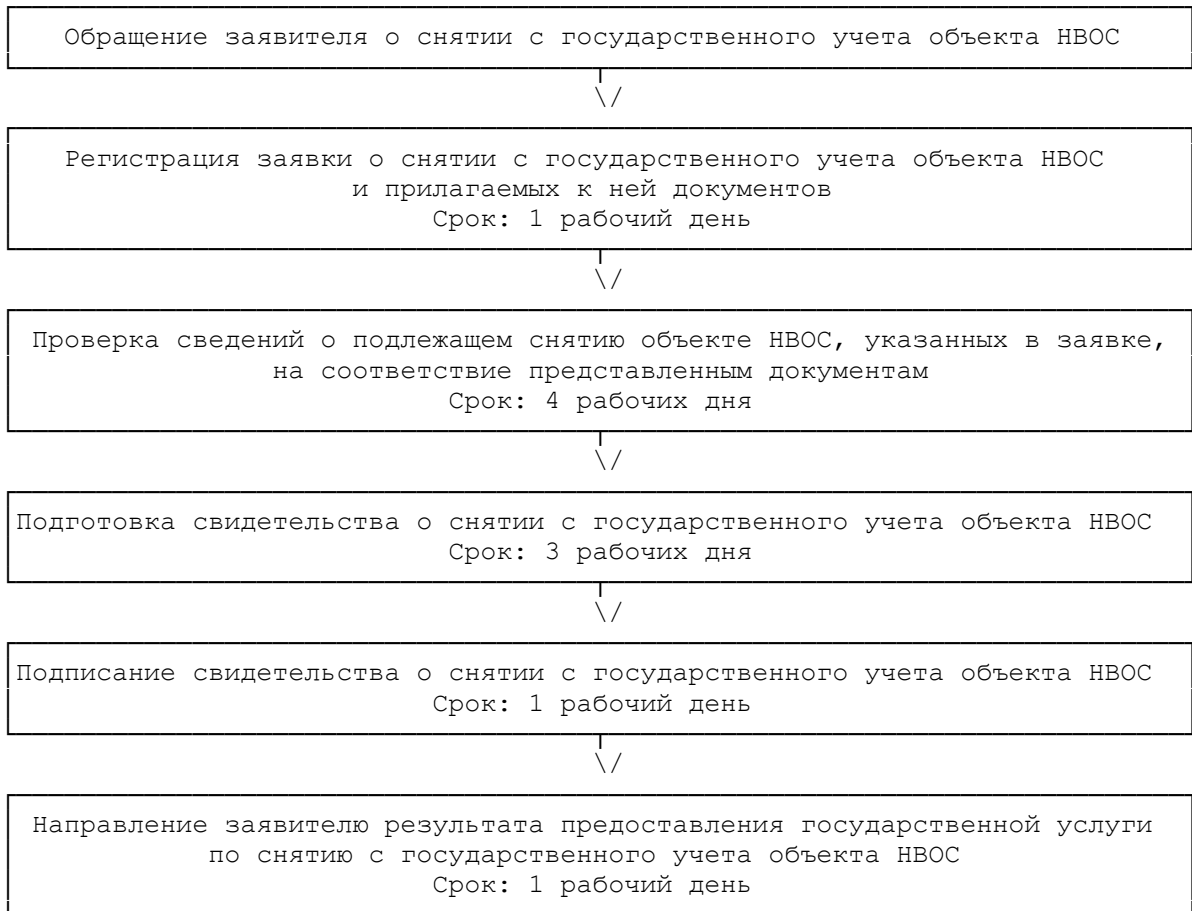 Обращение заявителя о снятии с государственного учета объекта НВОС
\/
Регистрация заявки о снятии с государственного учета объекта НВОС
и прилагаемых к ней документов
Срок: 1 рабочий день
\/
Проверка сведений о подлежащем снятию объекте НВОС, указанных в заявке,
на соответствие представленным документам
Срок: 4 рабочих дня
\/
Подготовка свидетельства о снятии с государственного учета объекта НВОС
Срок: 3 рабочих дня
\/
Подписание свидетельства о снятии с государственного учета объекта НВОС
Срок: 1 рабочий день
\/
Направление заявителю результата предоставления государственной услуги
по снятию с государственного учета объекта НВОС
Срок: 1 рабочий день